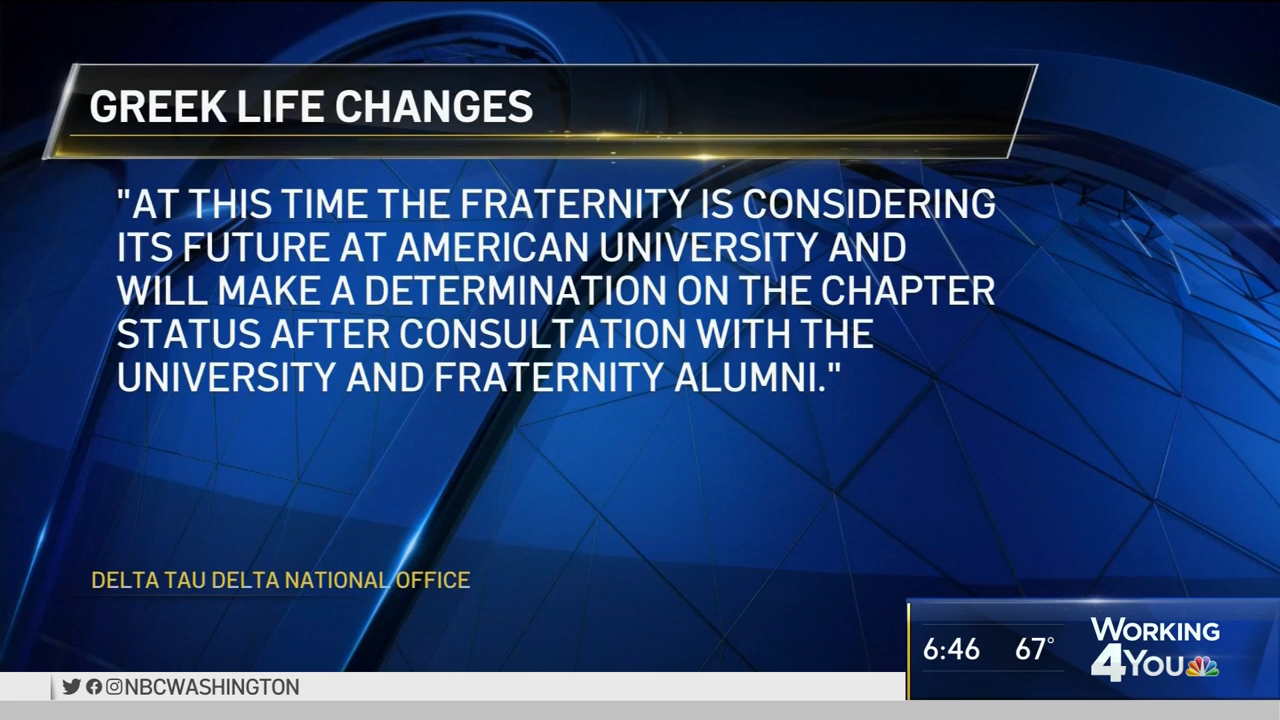 GREEK LIFE CHANGES
"AT THIS TIME THE FRATERNITY IS CONSIDERING
ITS FUTURE AT AMERICAN UNIVERSITY AND
WILL MAKE A DETERMINATION ON THE CHAPTER
STATUS AFTER CONSULTATION WITH THE
UNIVERSITY AND FRATERNITY ALUMNI."
DELTA TAU DELTA NATIONAL OFFICE
6:46 67°
WORKING
4YOU
NBCWASHINGTON